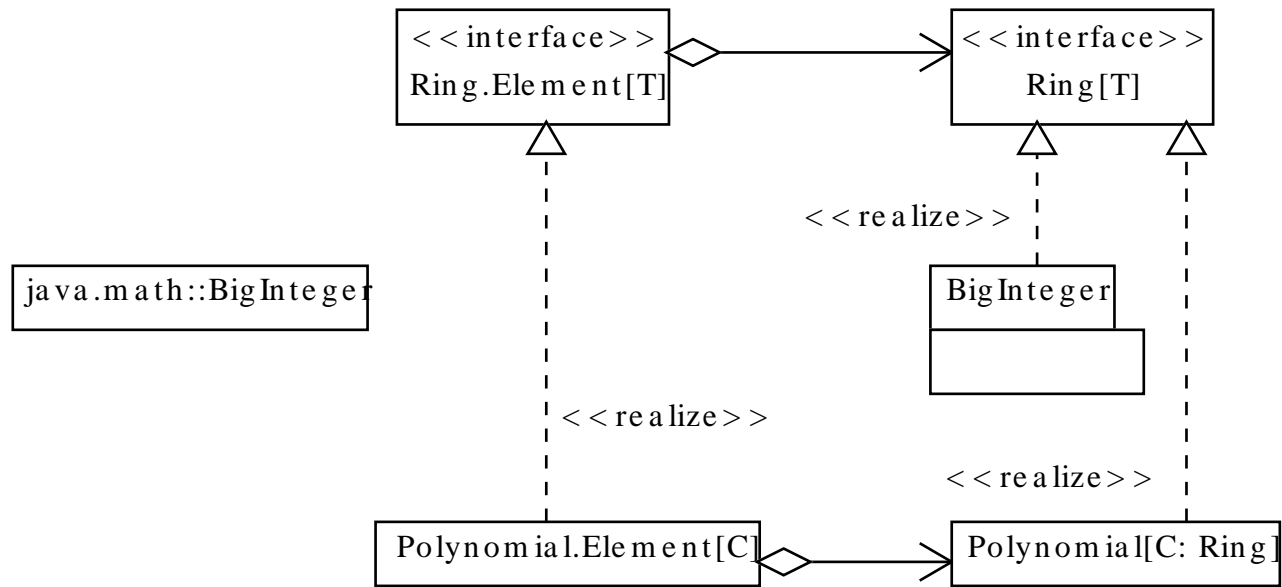 <<interface>>
Ring.Element[T]
<<interface>>
Ring[T]
<<realize>>
java.math::BigInteger
BigInteger
<<realize>>
<<realize>>
Polynomial.Element[C]
Polynomial[C: Ring]